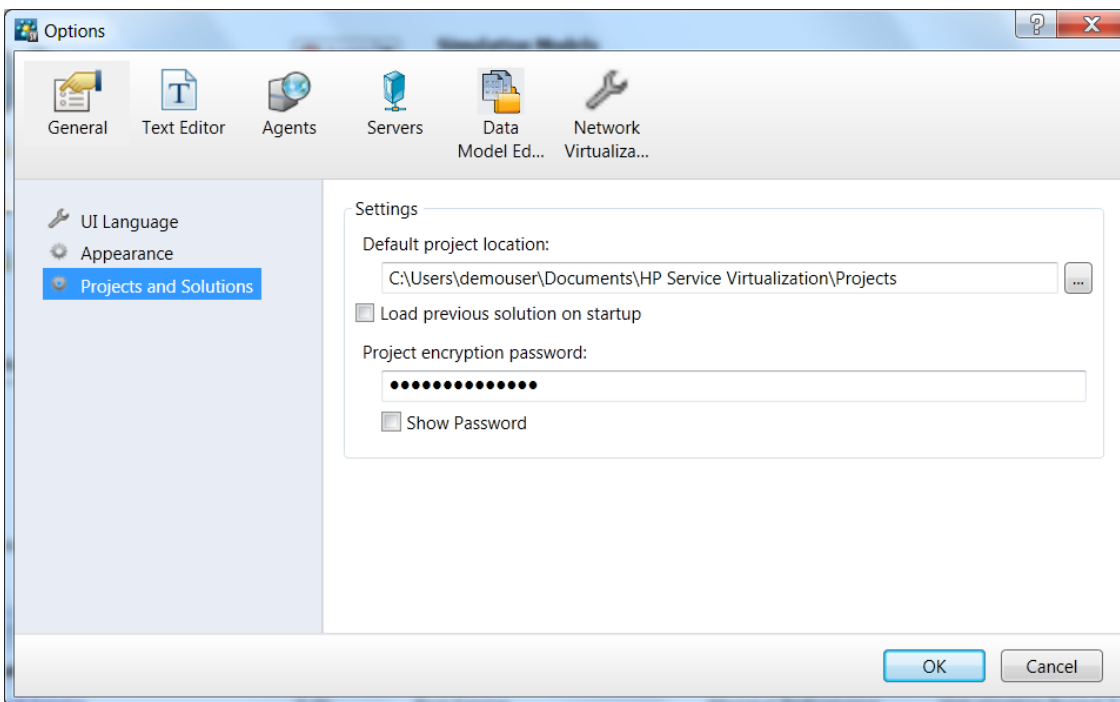 Options
General
Text Editor
Agents
Servers
Data
Model Ed...
Network
Virtualiza...
UI Language
Appearance
Projects and Solutions
Settings
Default project location:
C:\Users\demouser\Documents\HP Service Virtualization\Projects
...
Load previous solution on startup
Project encryption password:
●●●●●●●●●●●●●●
Show Password
OK
Cancel